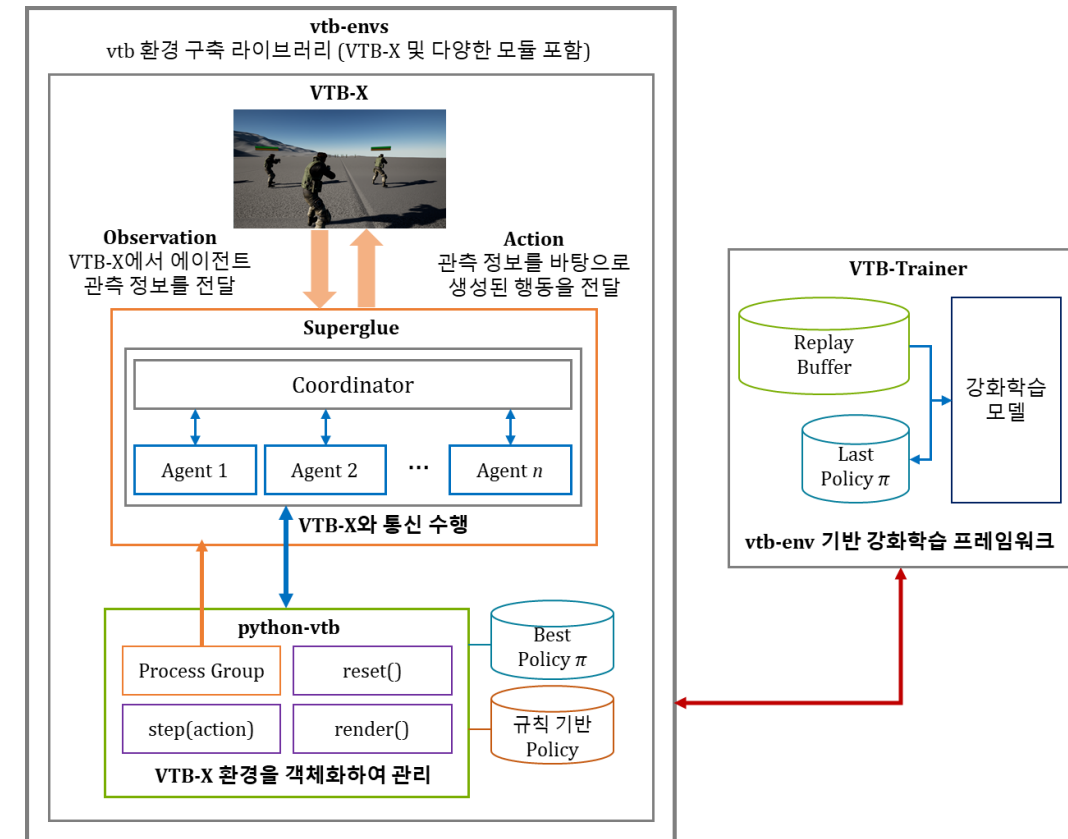 vtb-envs
vtb 환경 구축 라이브러리 (VTB-X 및 다양한 모듈 포함)
VTB-X
Observation
VTB-X에서 에이전트
관측 정보를 전달
Action
관측 정보를 바탕으로
생성된 행동을 전달
Superglue
Coordinator
Agent 1
Agent 2
...
Agent n
VTB-X와 통신 수행
python-vtb
Process Group
reset()
step(action)
render()
VTB-X 환경을 객체화하여 관리
Best
Policy π
규칙 기반
Policy
VTB-Trainer
Replay
Buffer
Last
Policy π
강화학습
모델
vtb-env 기반 강화학습 프레임워크